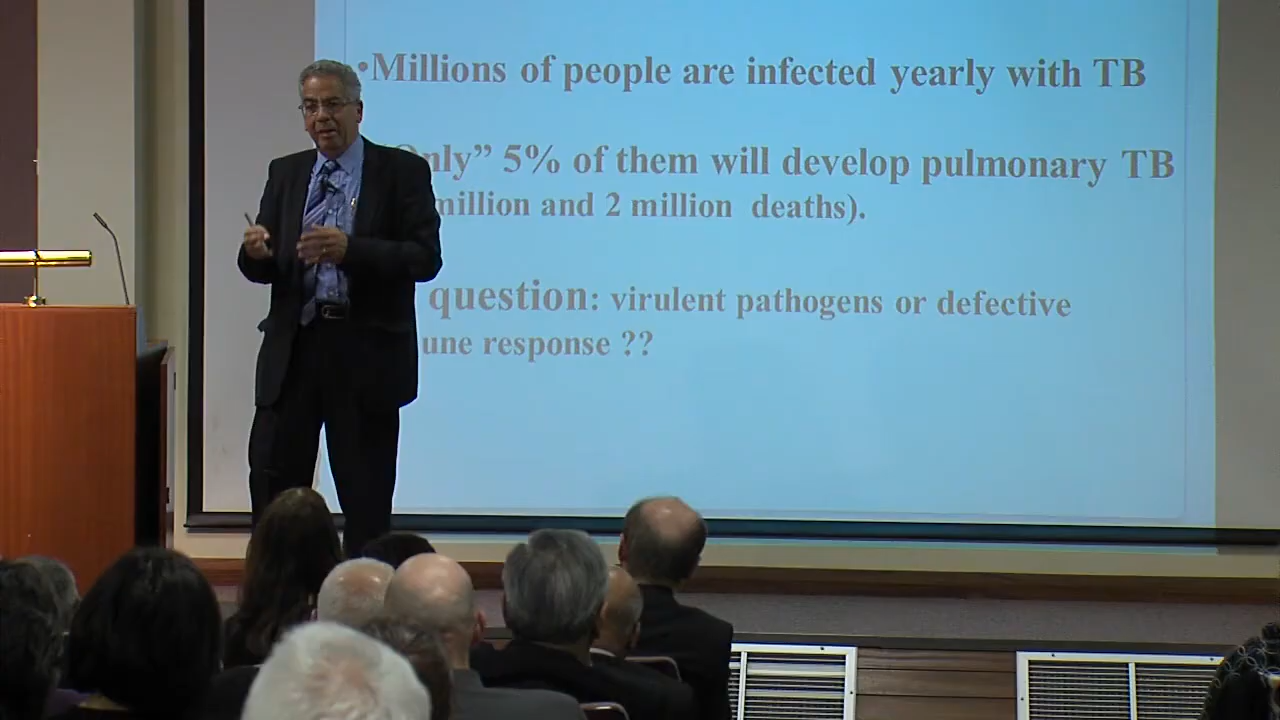 •Millions of people are infected yearly with TB
Only” 5% of them will develop pulmonary TB
million and 2 million deaths).
question: virulent pathogens or defective
une response ??